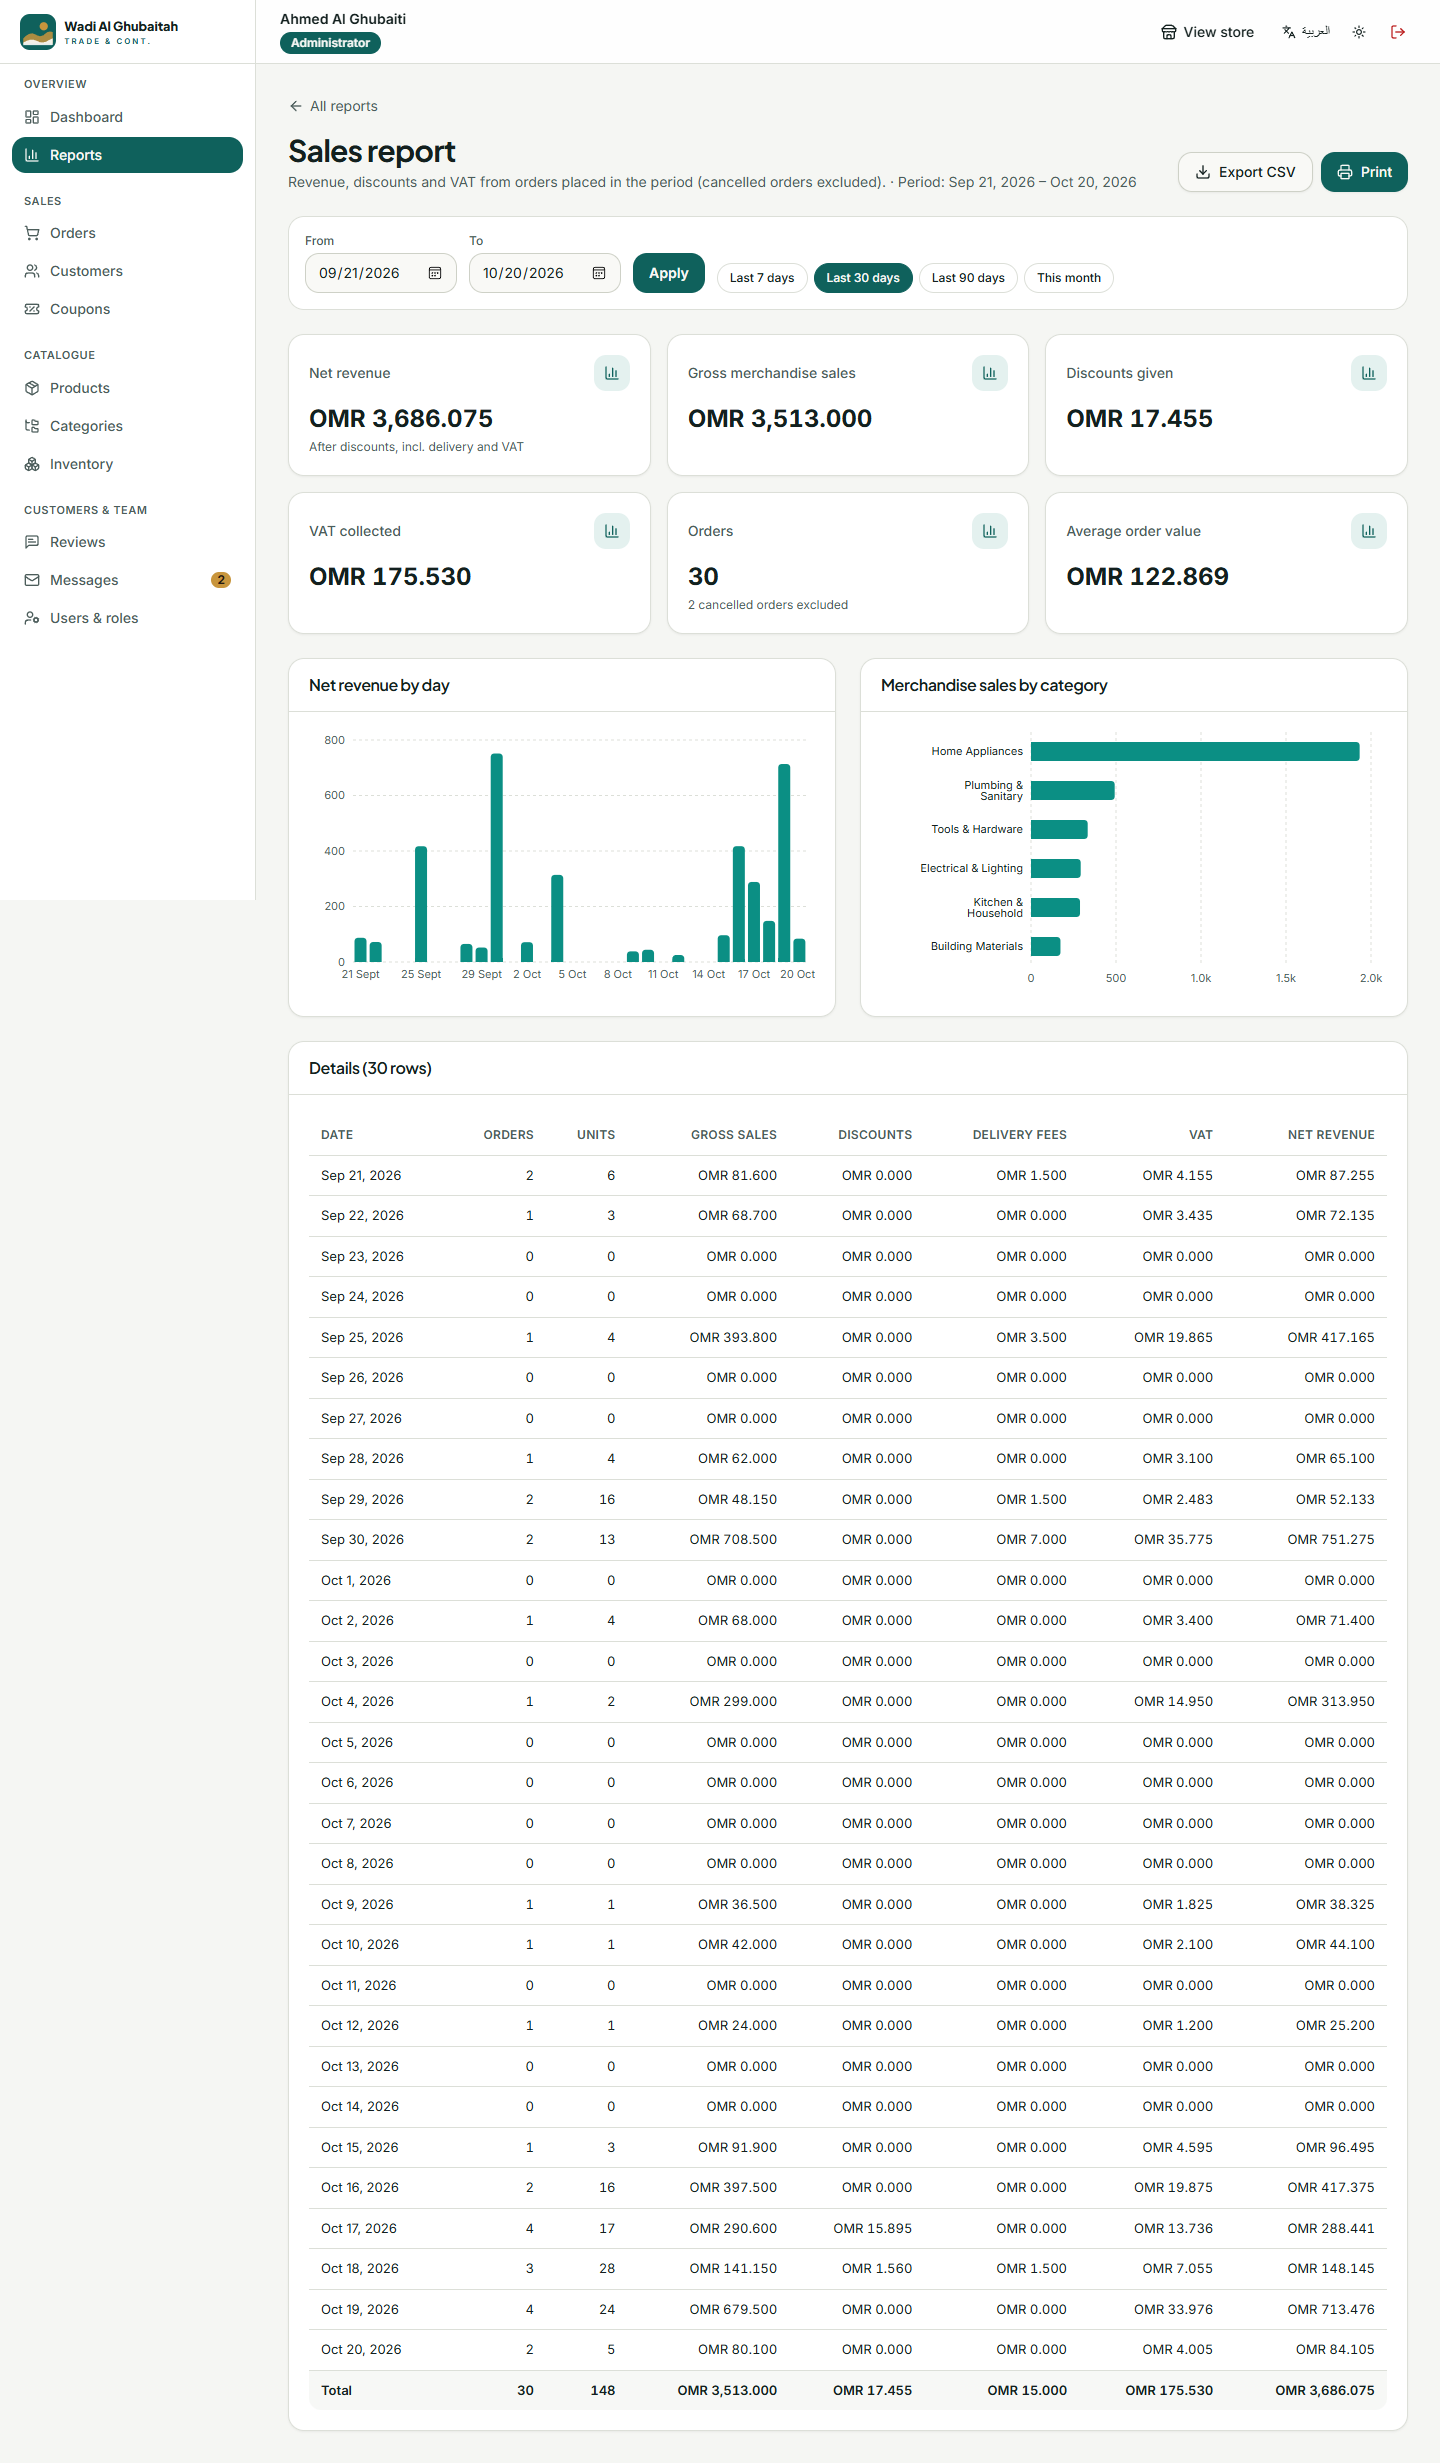 Wadi Al Ghubaitah
TRADE & CONT.
Ahmed Al Ghubaiti
Administrator
View store
العربية
OVERVIEW
Dashboard
Reports
SALES
Orders
Customers
Coupons
CATALOGUE
Products
Categories
Inventory
CUSTOMERS & TEAM
Reviews
Messages 2
Users & roles
All reports
Sales report
Revenue, discounts and VAT from orders placed in the period (cancelled orders excluded). · Period: Sep 21, 2026 – Oct 20, 2026
Export CSV
Print
From To
09/21/2026 10/20/2026 Apply Last 7 days Last 30 days Last 90 days This month
Net revenue
OMR 3,686.075
After discounts, incl. delivery and VAT
Gross merchandise sales
OMR 3,513.000
Discounts given
OMR 17.455
VAT collected
OMR 175.530
Orders
30
2 cancelled orders excluded
Average order value
OMR 122.869
Net revenue by day
800
600
400
200
0
21 Sept 25 Sept 29 Sept 2 Oct 5 Oct 8 Oct 11 Oct 14 Oct 17 Oct 20 Oct
Merchandise sales by category
Home Appliances
Plumbing &
Sanitary
Tools & Hardware
Electrical & Lighting
Kitchen &
Household
Building Materials
0 500 1.0k 1.5k 2.0k
Details (30 rows)
DATE ORDERS UNITS GROSS SALES DISCOUNTS DELIVERY FEES VAT NET REVENUE
Sep 21, 2026 2 6 OMR 81.600 OMR 0.000 OMR 1.500 OMR 4.155 OMR 87.255
Sep 22, 2026 1 3 OMR 68.700 OMR 0.000 OMR 0.000 OMR 3.435 OMR 72.135
Sep 23, 2026 0 0 OMR 0.000 OMR 0.000 OMR 0.000 OMR 0.000 OMR 0.000
Sep 24, 2026 0 0 OMR 0.000 OMR 0.000 OMR 0.000 OMR 0.000 OMR 0.000
Sep 25, 2026 1 4 OMR 393.800 OMR 0.000 OMR 3.500 OMR 19.865 OMR 417.165
Sep 26, 2026 0 0 OMR 0.000 OMR 0.000 OMR 0.000 OMR 0.000 OMR 0.000
Sep 27, 2026 0 0 OMR 0.000 OMR 0.000 OMR 0.000 OMR 0.000 OMR 0.000
Sep 28, 2026 1 4 OMR 62.000 OMR 0.000 OMR 0.000 OMR 3.100 OMR 65.100
Sep 29, 2026 2 16 OMR 48.150 OMR 0.000 OMR 1.500 OMR 2.483 OMR 52.133
Sep 30, 2026 2 13 OMR 708.500 OMR 0.000 OMR 7.000 OMR 35.775 OMR 751.275
Oct 1, 2026 0 0 OMR 0.000 OMR 0.000 OMR 0.000 OMR 0.000 OMR 0.000
Oct 2, 2026 1 4 OMR 68.000 OMR 0.000 OMR 0.000 OMR 3.400 OMR 71.400
Oct 3, 2026 0 0 OMR 0.000 OMR 0.000 OMR 0.000 OMR 0.000 OMR 0.000
Oct 4, 2026 1 2 OMR 299.000 OMR 0.000 OMR 0.000 OMR 14.950 OMR 313.950
Oct 5, 2026 0 0 OMR 0.000 OMR 0.000 OMR 0.000 OMR 0.000 OMR 0.000
Oct 6, 2026 0 0 OMR 0.000 OMR 0.000 OMR 0.000 OMR 0.000 OMR 0.000
Oct 7, 2026 0 0 OMR 0.000 OMR 0.000 OMR 0.000 OMR 0.000 OMR 0.000
Oct 8, 2026 0 0 OMR 0.000 OMR 0.000 OMR 0.000 OMR 0.000 OMR 0.000
Oct 9, 2026 1 1 OMR 36.500 OMR 0.000 OMR 0.000 OMR 1.825 OMR 38.325
Oct 10, 2026 1 1 OMR 42.000 OMR 0.000 OMR 0.000 OMR 2.100 OMR 44.100
Oct 11, 2026 0 0 OMR 0.000 OMR 0.000 OMR 0.000 OMR 0.000 OMR 0.000
Oct 12, 2026 1 1 OMR 24.000 OMR 0.000 OMR 0.000 OMR 1.200 OMR 25.200
Oct 13, 2026 0 0 OMR 0.000 OMR 0.000 OMR 0.000 OMR 0.000 OMR 0.000
Oct 14, 2026 0 0 OMR 0.000 OMR 0.000 OMR 0.000 OMR 0.000 OMR 0.000
Oct 15, 2026 1 3 OMR 91.900 OMR 0.000 OMR 0.000 OMR 4.595 OMR 96.495
Oct 16, 2026 2 16 OMR 397.500 OMR 0.000 OMR 0.000 OMR 19.875 OMR 417.375
Oct 17, 2026 4 17 OMR 290.600 OMR 15.895 OMR 0.000 OMR 13.736 OMR 288.441
Oct 18, 2026 3 28 OMR 141.150 OMR 1.560 OMR 1.500 OMR 7.055 OMR 148.145
Oct 19, 2026 4 24 OMR 679.500 OMR 0.000 OMR 0.000 OMR 33.976 OMR 713.476
Oct 20, 2026 2 5 OMR 80.100 OMR 0.000 OMR 0.000 OMR 4.005 OMR 84.105
Total 30 148 OMR 3,513.000 OMR 17.455 OMR 15.000 OMR 175.530 OMR 3,686.075